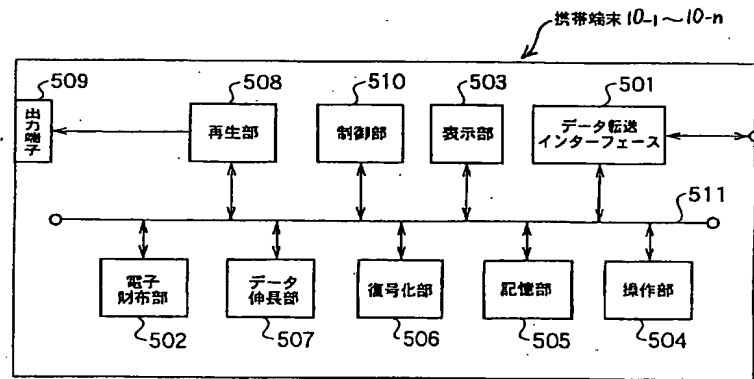 携帯端末 10-1～10-n
509
508
510
503
501
出力端子
再生部
制御部
表示部
データ転送
インターフェース
511
電子
財布部
データ
伸長部
復号化部
記憶部
操作部
502
507
506
505
504